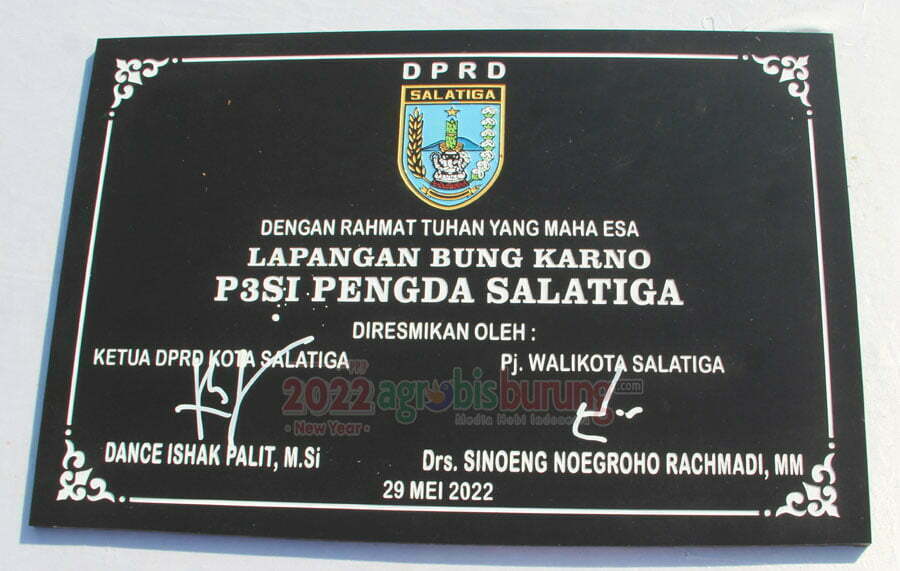 DPRD
SALATIGA
DENGAN RAHMAT TUHAN YANG MAHA ESA
LAPANGAN BUNG KARNO
P3SI PENGDA SALATIGA
DIRESMIKAN OLEH :
KETUA DPRD KOTA SALATIGA
Pj. WALIKOTA SALATIGA
2022 agrobisburung.com
Media Hobi Indonesia
New Year
DANCE ISHAK PALIT, M.Si
Drs. SINOENG NOEGROHO RACHMADI, MM
29 MEI 2022